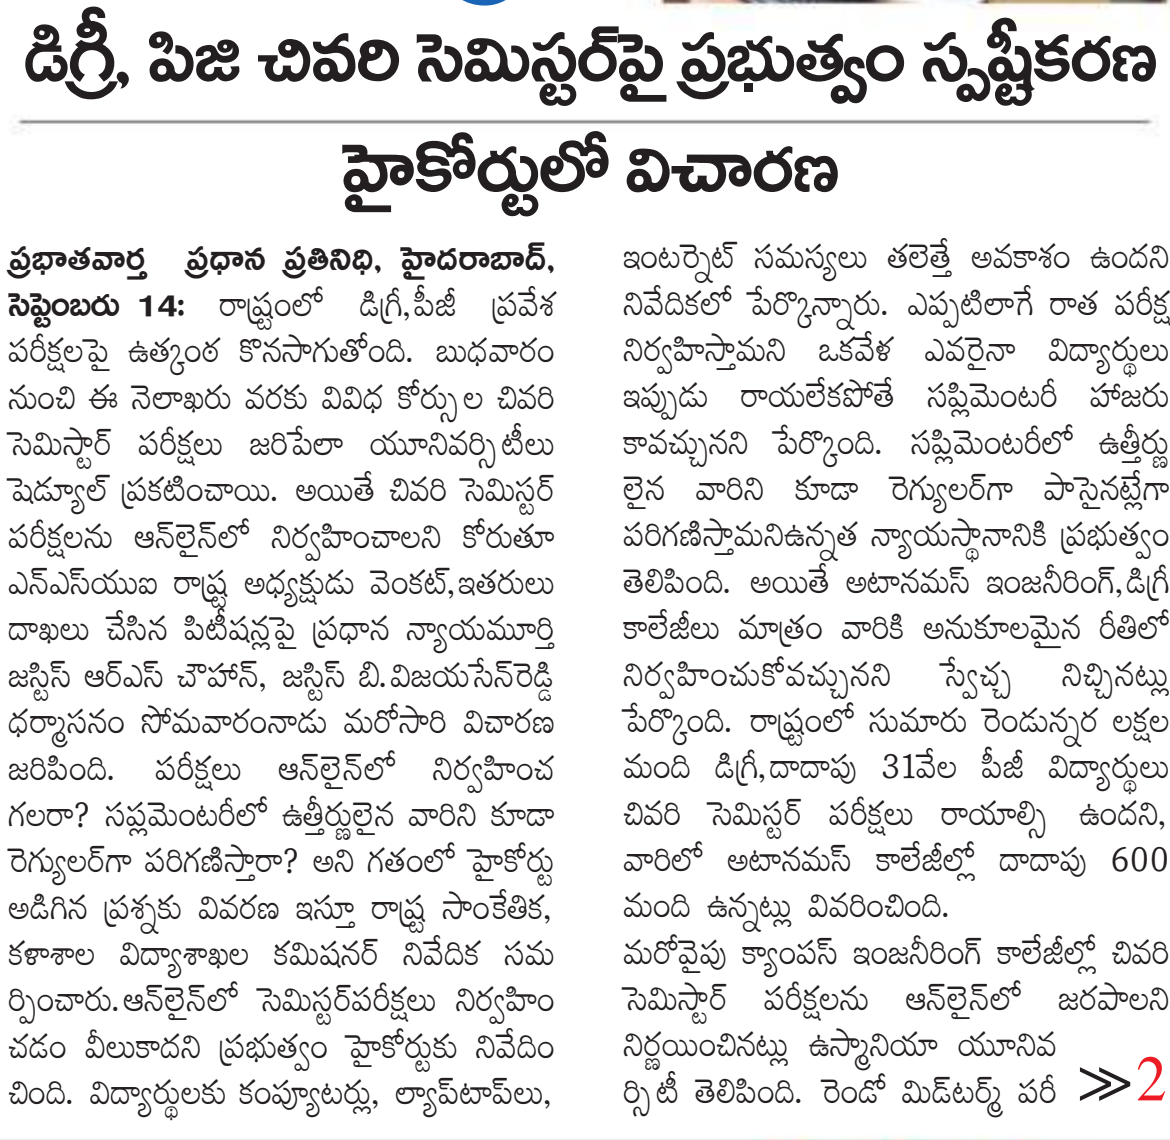 డిగ్రీ, పిజి చివరి సెమిస్టర్‌పై ప్రభుత్వం స్పష్టీకరణ
హైకోర్టులో విచారణ
ప్రభాతవార్త ప్రధాన ప్రతినిధి, హైదరాబాద్,
సెప్టెంబరు 14: రాష్ట్రంలో డిగ్రీ,పీజీ ప్రవేశ
పరీక్షలపై ఉత్కంఠ కొనసాగుతోంది. బుధవారం
నుంచి ఈ నెలాఖరు వరకు వివిధ కోర్సుల చివరి
సెమిస్టార్ పరీక్షలు జరిపేలా యూనివర్సిటీలు
షెడ్యూల్ ప్రకటించాయి. అయితే చివరి సెమిస్టర్
పరీక్షలను ఆన్‌లైన్‌లో నిర్వహించాలని కోరుతూ
ఎన్ఎస్‌యుఐ రాష్ట్ర అధ్యక్షుడు వెంకట్,ఇతరులు
దాఖలు చేసిన పిటీషన్లపై ప్రధాన న్యాయమూర్తి
జస్టిస్ ఆర్ఎస్ చౌహాన్, జస్టిస్ బి.విజయసేన్‌రెడ్డి
ధర్మాసనం సోమవారంనాడు మరోసారి విచారణ
జరిపింది. పరీక్షలు ఆన్‌లైన్‌లో నిర్వహించ
గలరా? సప్లమెంటరీలో ఉత్తీర్ణులైన వారిని కూడా
రెగ్యులర్‌గా పరిగణిస్తారా? అని గతంలో హైకోర్టు
అడిగిన ప్రశ్నకు వివరణ ఇస్తూ రాష్ట్ర సాంకేతిక,
కళాశాల విద్యాశాఖల కమిషనర్ నివేదిక సమ
ర్పించారు.ఆన్‌లైన్‌లో సెమిస్టర్‌పరీక్షలు నిర్వహిం
చడం వీలుకాదని ప్రభుత్వం హైకోర్టుకు నివేదిం
చింది. విద్యార్థులకు కంప్యూటర్లు, ల్యాప్‌టాప్‌లు,
ఇంటర్నెట్ సమస్యలు తలెత్తే అవకాశం ఉందని
నివేదికలో పేర్కొన్నారు. ఎప్పటిలాగే రాత పరీక్ష
నిర్వహిస్తామని ఒకవేళ ఎవరైనా విద్యార్థులు
ఇప్పుడు రాయలేకపోతే సప్లిమెంటరీ హాజరు
కావచ్చునని పేర్కొంది. సప్లిమెంటరీలో ఉత్తీర్ణు
లైన వారిని కూడా రెగ్యులర్‌గా పాసైనట్లేగా
పరిగణిస్తామనిఉన్నత న్యాయస్థానానికి ప్రభుత్వం
తెలిపింది. అయితే అటానమస్ ఇంజనీరింగ్,డిగ్రీ
కాలేజీలు మాత్రం వారికి అనుకూలమైన రీతిలో
నిర్వహించుకోవచ్చునని స్వేచ్ఛ నిచ్చినట్లు
పేర్కొంది. రాష్ట్రంలో సుమారు రెండున్నర లక్షల
మంది డిగ్రీ,దాదాపు 31వేల పీజీ విద్యార్థులు
చివరి సెమిస్టర్ పరీక్షలు రాయాల్సి ఉందని,
వారిలో అటానమస్ కాలేజీల్లో దాదాపు 600
మంది ఉన్నట్లు వివరించింది.
మరోవైపు క్యాంపస్ ఇంజనీరింగ్ కాలేజీల్లో చివరి
సెమిస్టార్ పరీక్షలను ఆన్‌లైన్‌లో జరపాలని
నిర్ణయించినట్లు ఉస్మానియా యూనివ
ర్సిటీ తెలిపింది. రెండో మిడ్‌టర్మ్ పరీ >>2